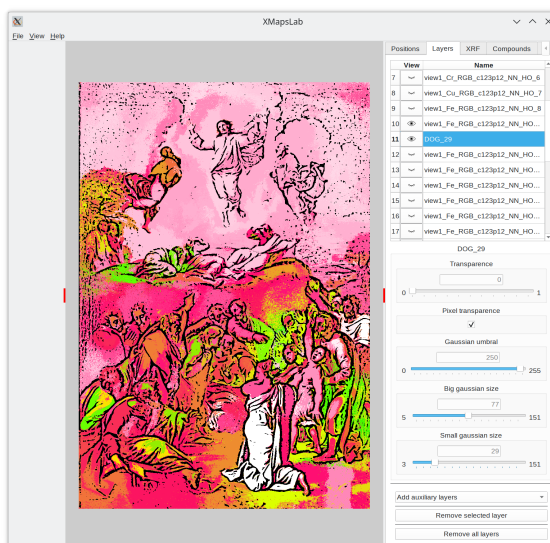 XMapsLab
File View Help
Positions Layers XRF Compounds
View Name
7 view1_Cr_RGB_c123p12_NN_HO_6
8 view1_Cu_RGB_c123p12_NN_HO_7
9 view1_Fe_RGB_c123p12_NN_HO_8
10 view1_Fe_RGB_c123p12_NN_HO...
11 DOG_29
12 view1_Fe_RGB_c123p12_NN_HO...
13 view1_Fe_RGB_c123p12_NN_HO...
14 view1_Fe_RGB_c123p12_NN_HO...
15 view1_Fe_RGB_c123p12_NN_HO...
16 view1_Fe_RGB_c123p12_NN_HO...
17 view1_Fe_RGB_c123p12_NN_HO...
DOG_29
Transparence
0
0 1
Pixel transparence
Gaussian umbral
250
0 255
Big gaussian size
77
5 151
Small gaussian size
29
3 151
Add auxiliary layers
Remove selected layer
Remove all layers